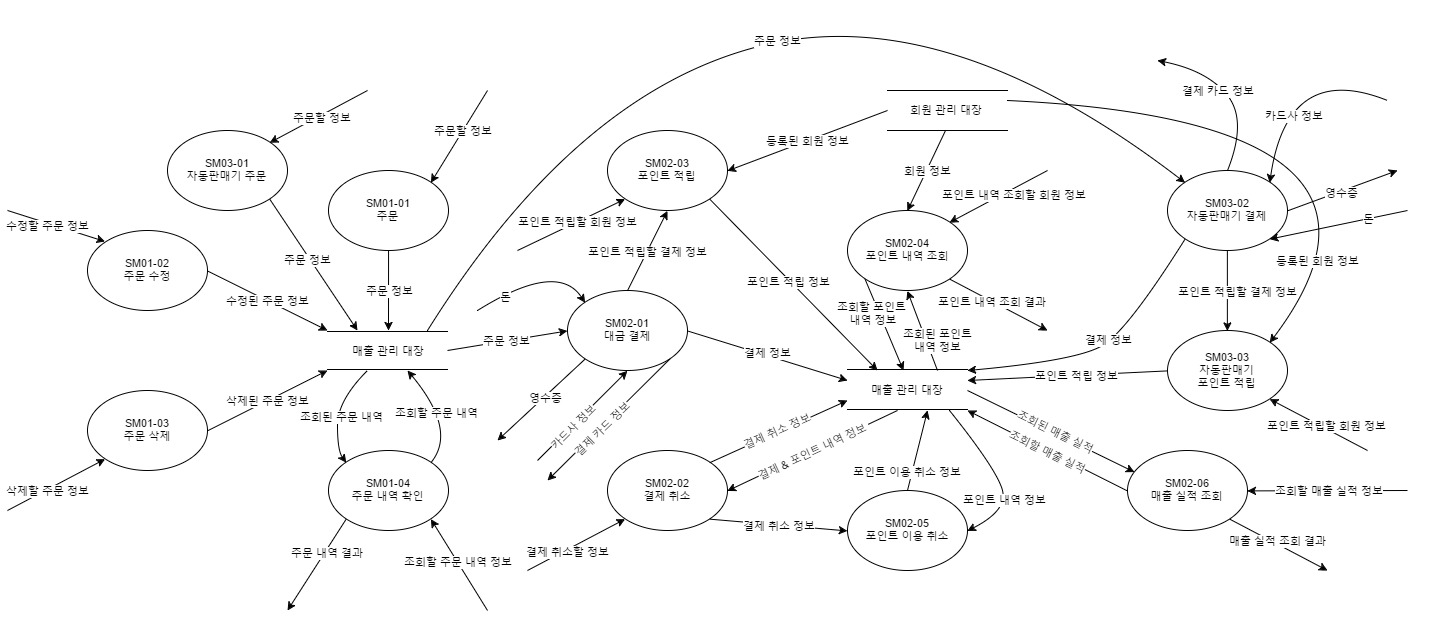 주문 정보
결제 카드 정보
카드사 정보
회원 관리 대장
주문할 정보
주문할 정보
등록된 회원 정보
SM03-01
자동판매기 주문
SM02-03
포인트 적립
회원 정보
영수증
SM01-01
주문
포인트 내역 조회할 회원 정보
SM03-02
자동판매기 결제
돈
수정할 주문 정보
포인트 적립할 회원 정보
SM02-04
포인트 내역 조회
SM01-02
주문 수정
주문 정보
포인트 적립할 결제 정보
등록된 회원 정보
포인트 적립 정보
수정된 주문 정보
주문 정보
돈
포인트 내역 조회 결과
포인트 적립할 결제 정보
조회할 포인트
내역 정보
SM02-01
대금 결제
조회된 포인트
내역 정보
주문 정보
결제 정보
매출 관리 대장
결제 정보
SM03-03
자동판매기
포인트 적립
포인트 적립 정보
매출 관리 대장
영수증
삭제된 주문 정보
조회된 주문 내역
조회할 주문 내역
카드사 정보
결제 카드 정보
SM01-03
주문 삭제
결제 취소 정보
조회된 매출 실적
포인트 적립할 회원 정보
결제 & 포인트 내역 정보
조회할 매출 실적
삭제할 주문 정보
SM01-04
주문 내역 확인
SM02-02
결제 취소
포인트 이용 취소 정보
포인트 내역 정보
SM02-06
매출 실적 조회
조회할 매출 실적 정보
결제 취소 정보
SM02-05
포인트 이용 취소
주문 내역 결과
조회할 주문 내역 정보
결제 취소할 정보
매출 실적 조회 결과